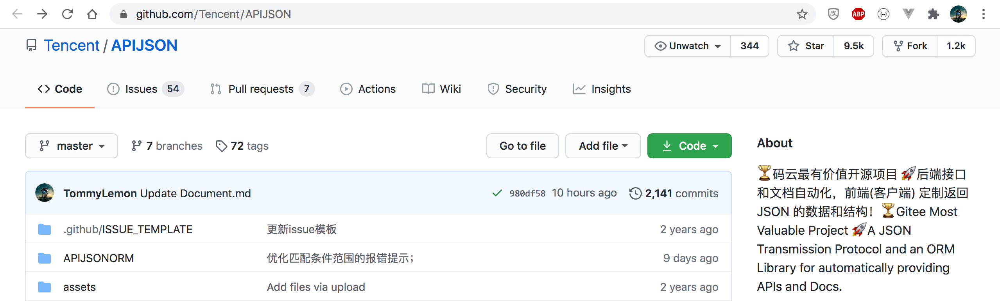 github.com/Tencent/APIJSON
ABP
Tencent / APIJSON
Unwatch 344 Star 9.5k Fork 1.2k
Code Issues 54 Pull requests 7 Actions Wiki Security Insights
master 7 branches 72 tags Go to file Add file Code
TommyLemon Update Document.md 980df58 10 hours ago 2,141 commits
.github/ISSUE_TEMPLATE 更新issue模板 2 years ago
APIJSONORM 优化匹配条件范围的报错提示； 9 days ago
assets Add files via upload 2 years ago
About
🏆码云最有价值开源项目 🚀后端接口
和文档自动化，前端(客户端) 定制返回
JSON 的数据和结构！🏆Gitee Most
Valuable Project 🚀A JSON
Transmission Protocol and an ORM
Library for automatically providing
APIs and Docs.